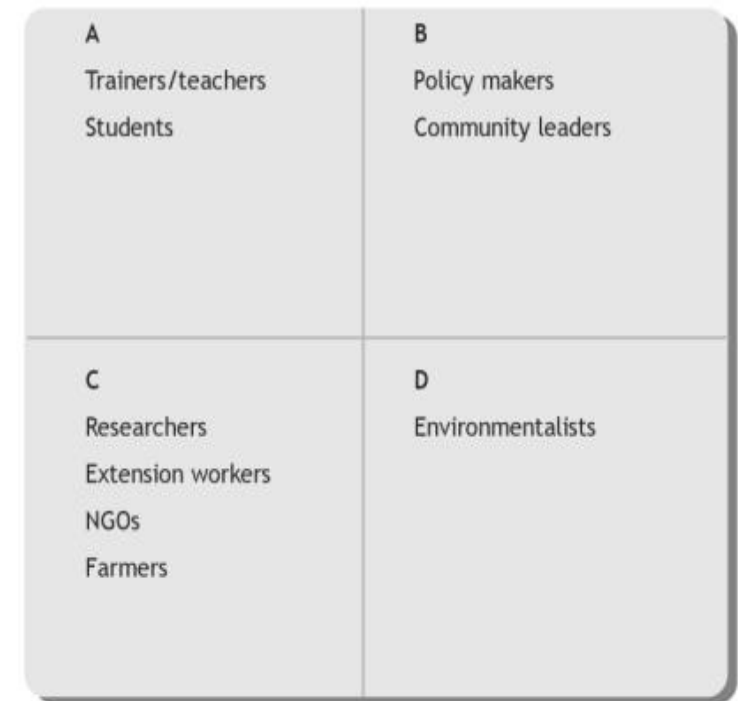 A
Trainers/teachers
Students
B
Policy makers
Community leaders
C
Researchers
Extension workers
NGOs
Farmers
D
Environmentalists